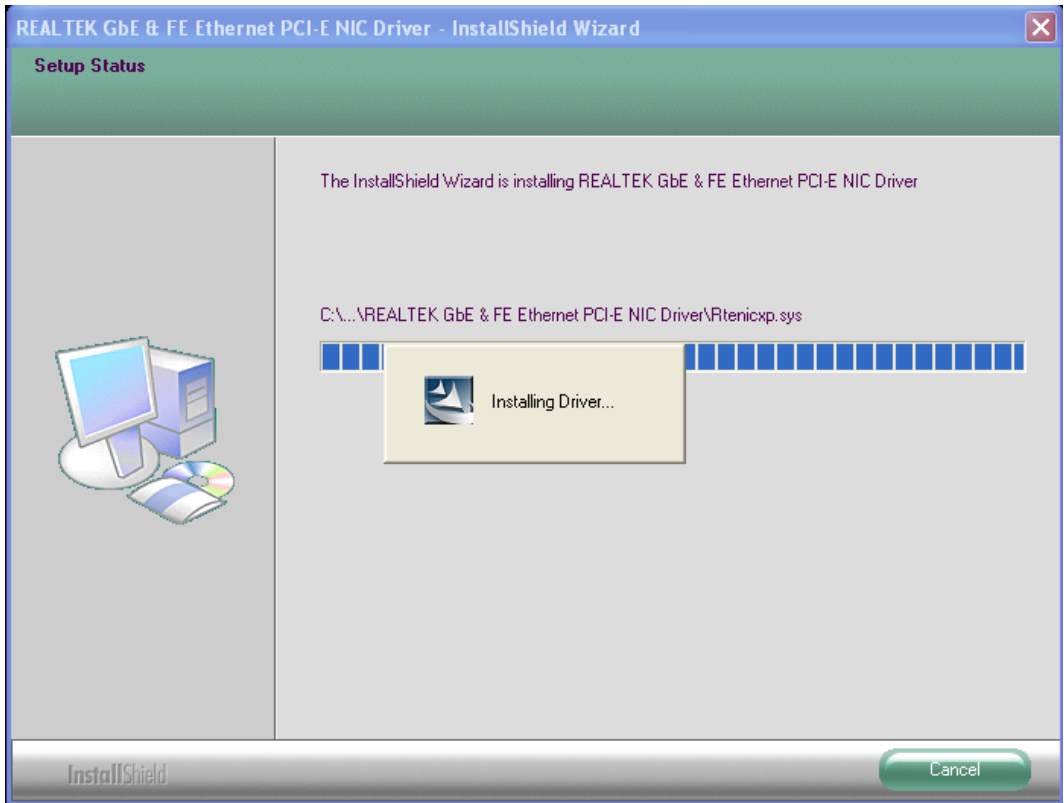 REALTEK GbE & FE Ethernet PCI-E NIC Driver - InstallShield Wizard
Setup Status
The InstallShield Wizard is installing REALTEK GbE & FE Ethernet PCI-E NIC Driver
C:\...\REALTEK GbE & FE Ethernet PCI-E NIC Driver\Rtenicxp.sys
Installing Driver...
InstallShield
Cancel